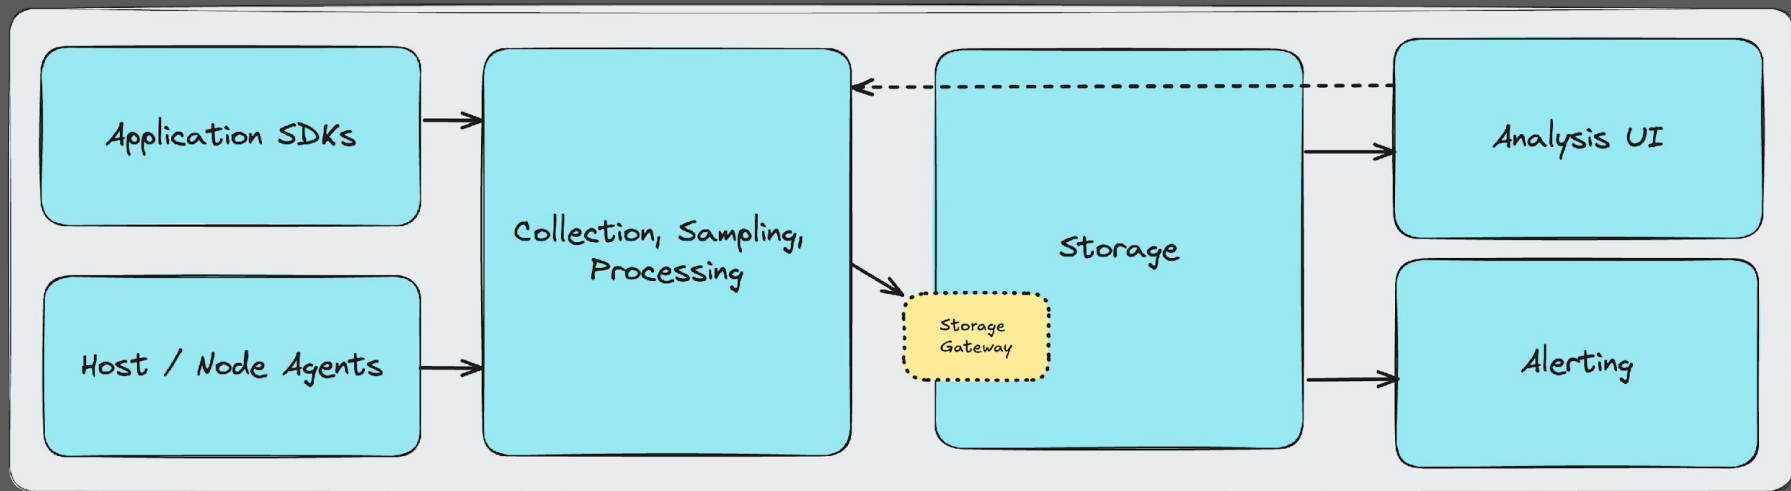 Application SDKs
Host / Node Agents
Collection, Sampling,
Processing
Storage
Storage
Gateway
Analysis UI
Alerting